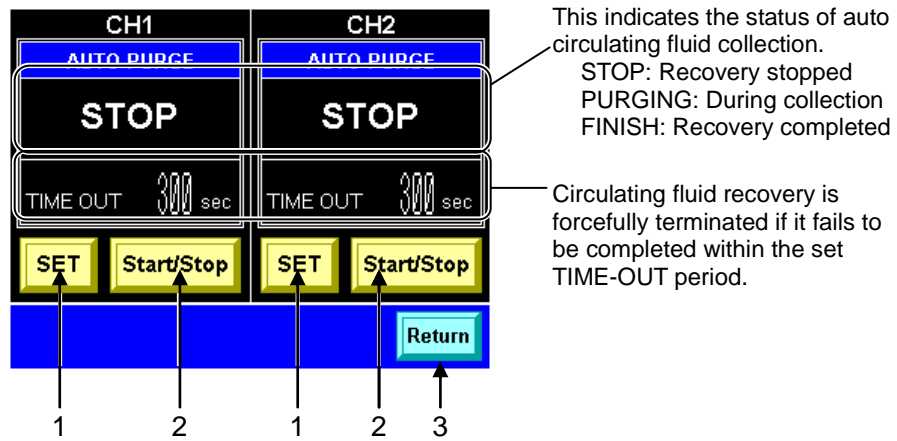 CH1
AUTO PURGE
STOP
TIME OUT 300 sec
SET Start/Stop
CH2
AUTO PURGE
STOP
TIME OUT 300 sec
SET Start/Stop
Return
1 2 1 2 3
This indicates the status of auto
circulating fluid collection.
STOP: Recovery stopped
PURGING: During collection
FINISH: Recovery completed
Circulating fluid recovery is
forcefully terminated if it fails to
be completed within the set
TIME-OUT period.